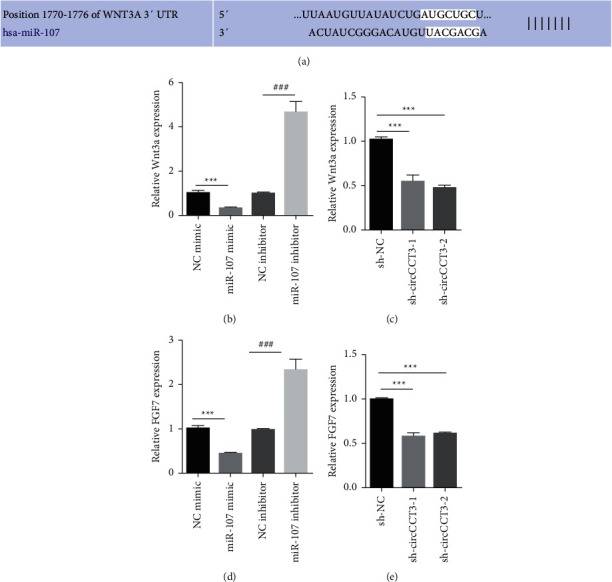 Position 1770-1776 of WNT3A 3´ UTR 5´ ...UUAAUGUUAUAUCUGAUGCUGCU...
hsa-miR-107 3´ ACUAUCGGGACAUGUUACGACGA
(a)
Relative Wnt3a expression
6
4
2
0
***
###
NC mimic
miR-107 mimic
NC inhibitor
miR-107 inhibitor
(b)
Relative Wnt3a expression
1.5
1.0
0.5
0.0
***
***
sh-NC
sh-circCCT3-1
sh-circCCT3-2
(c)
Relative FGF7 expression
3
2
1
0
***
###
NC mimic
miR-107 mimic
NC inhibitor
miR-107 inhibitor
(d)
Relative FGF7 expression
1.5
1.0
0.5
0.0
***
***
sh-NC
sh-circCCT3-1
sh-circCCT3-2
(e)